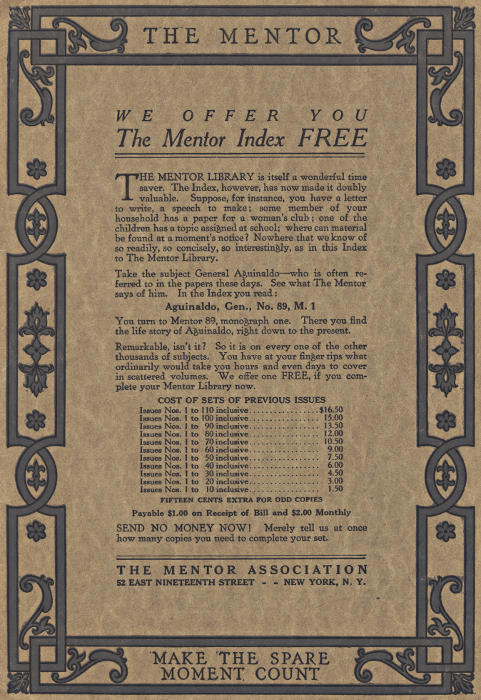 THE MENTOR
WE OFFER YOU
The Mentor Index FREE
THE MENTOR LIBRARY is itself a wonderful time
saver. The Index, however, has now made it doubly
valuable. Suppose, for instance, you have a letter
to write, a speech to make; some member of your
household has a paper for a woman's club; one of the
children has a topic assigned at school; where can material
be found at a moment's notice? Nowhere that we know of
so readily, so concisely, so interestingly, as in this Index
to The Mentor Library.
Take the subject General Aguinaldo—who is often re-
ferred to in the papers these days. See what The Mentor
says of him. In the Index you read:
Aguinaldo, Gen., No. 89, M. 1
You turn to Mentor 89, monograph one. There you find
the life story of Aguinaldo, right down to the present.
Remarkable, isn't it? So it is on every one of the other
thousands of subjects. You have at your finger tips what
ordinarily would take you hours and even days to cover
in scattered volumes. We offer one FREE, if you com-
plete your Mentor Library now.
COST OF SETS OF PREVIOUS ISSUES
Issues Nos. 1 to 110 inclusive....................$16.50
Issues Nos. 1 to 100 inclusive.................... 15.00
Issues Nos. 1 to 90 inclusive.................... 13.50
Issues Nos. 1 to 80 inclusive.................... 12.00
Issues Nos. 1 to 70 inclusive.................... 10.50
Issues Nos. 1 to 60 inclusive.................... 9.00
Issues Nos. 1 to 50 inclusive.................... 7.50
Issues Nos. 1 to 40 inclusive.................... 6.00
Issues Nos. 1 to 30 inclusive.................... 4.50
Issues Nos. 1 to 20 inclusive.................... 3.00
Issues Nos. 1 to 10 inclusive.................... 1.50
FIFTEEN CENTS EXTRA FOR ODD COPIES
Payable $1.00 on Receipt of Bill and $2.00 Monthly
SEND NO MONEY NOW! Merely tell us at once
how many copies you need to complete your set.
THE MENTOR ASSOCIATION
52 EAST NINETEENTH STREET - - NEW YORK, N. Y.
MAKE THE SPARE
MOMENT COUNT